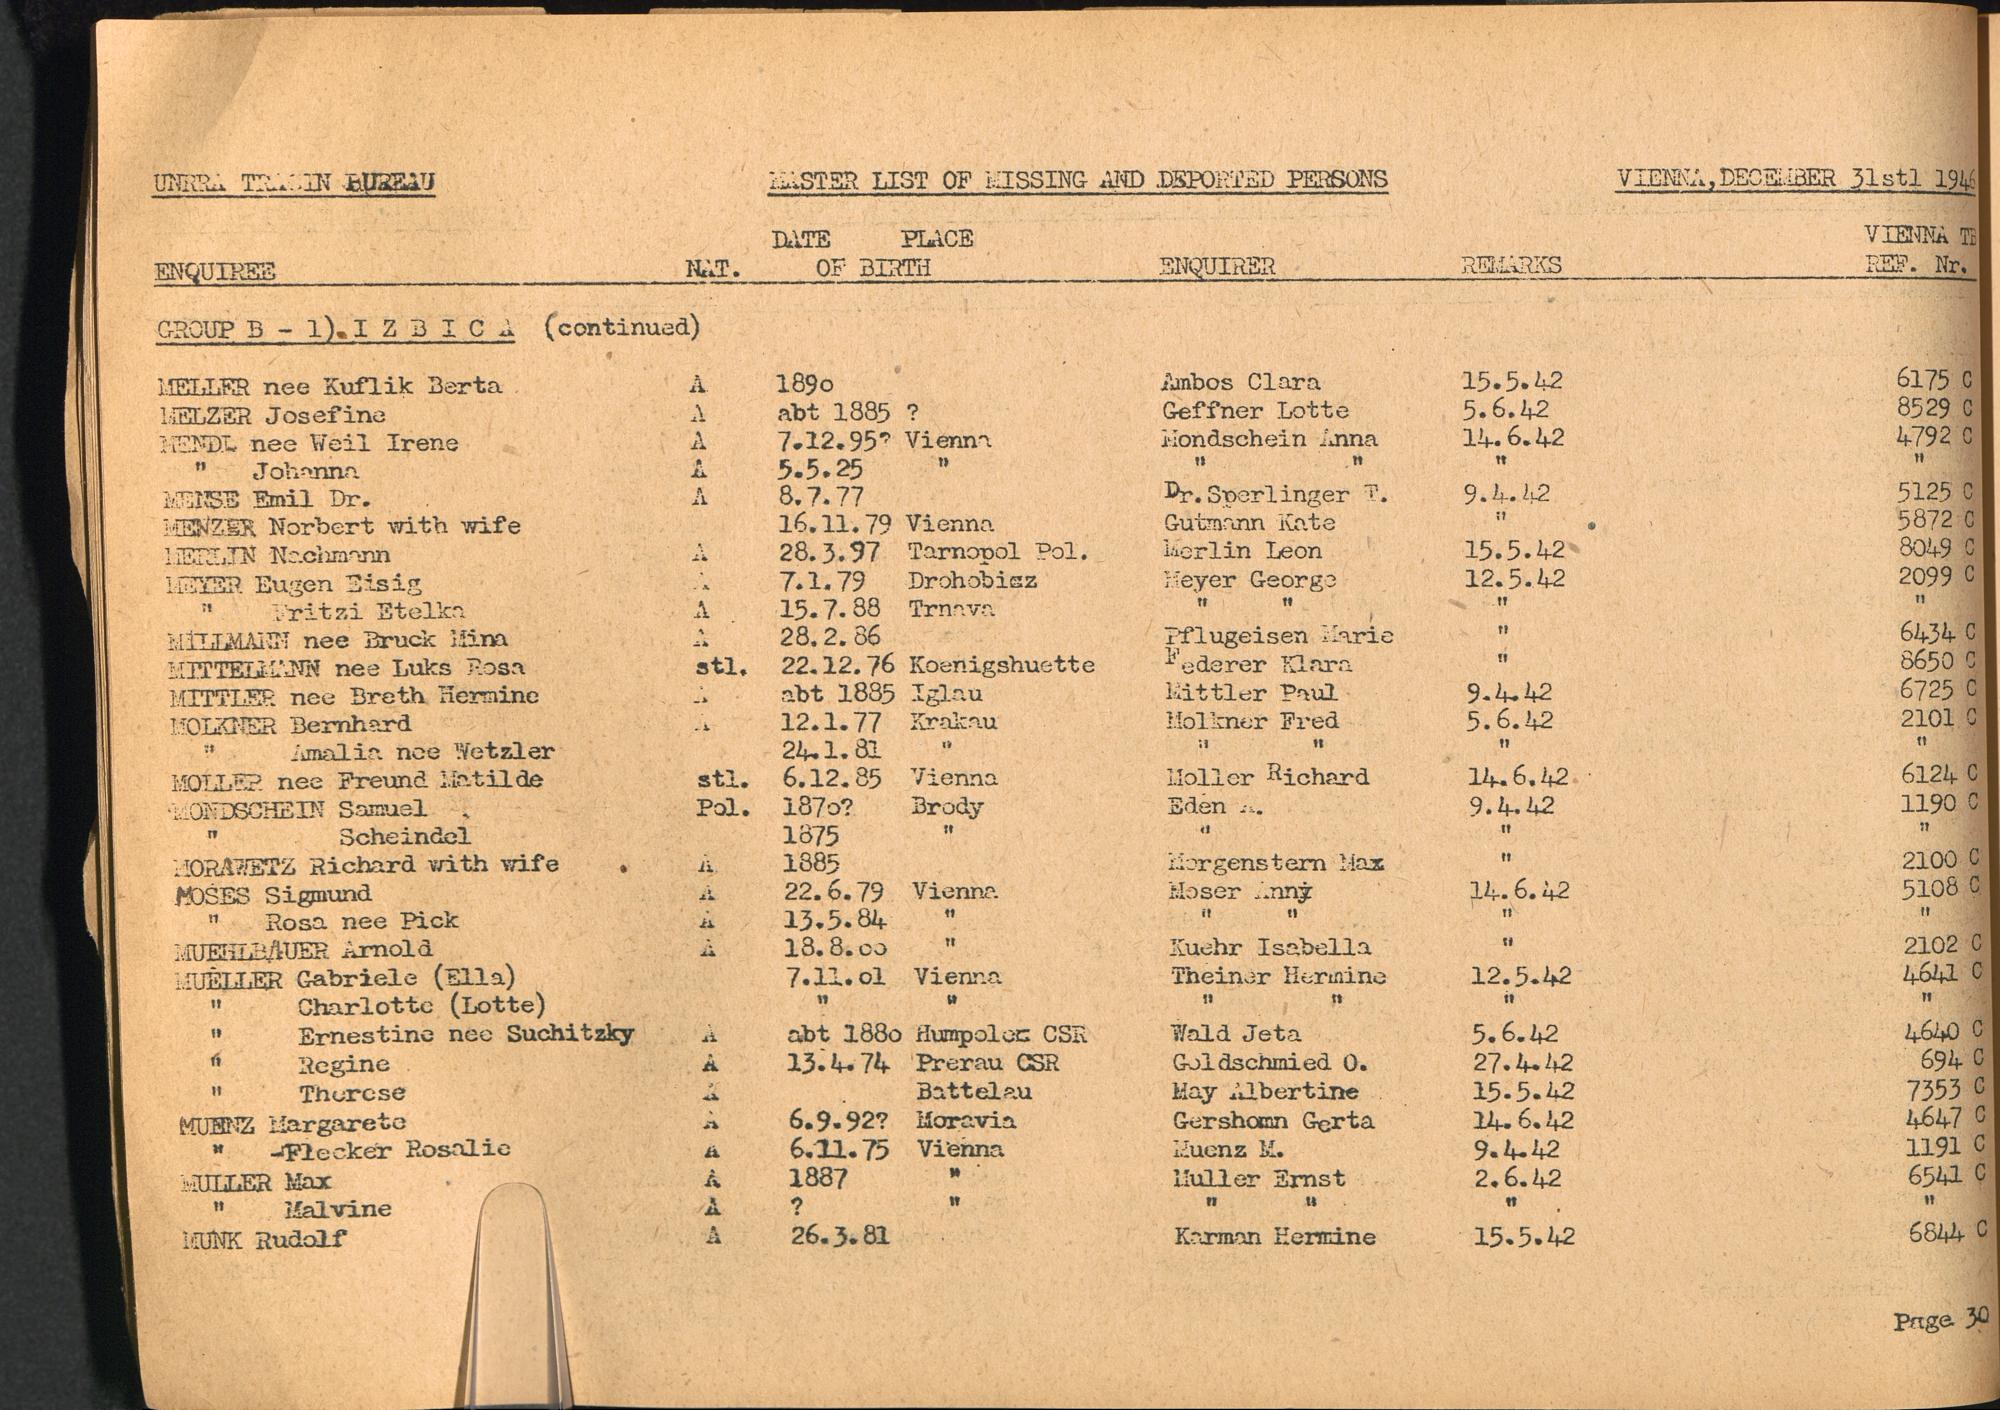 UNRRA TRACIN BUREAU MASTER LIST OF MISSING AND DEPORTED PERSONS VIENNA, DECEMBER 31stl 1946
DATE PLACE VIENNA TB
ENQUIREE NAT. OF BIRTH ENQUIRER REMARKS REF. Nr.
GROUP B - 1). I Z B I C A (continued)
MELLER nee Kuflik Berta A 189o Ambos Clara 15.5.42 6175 C
MELZER Josefine A abt 1885 ? Geffner Lotte 5.6.42 8529 C
MENDL nee Weil Irene A 7.12.95? Vienna Mondschein Anna 14.6.42 4792 C
" Johanna A 5.5.25 " " " " "
MENSE Emil Dr. A 8.7.77 Dr.Sperlinger T. 9.4.42 5125 C
MENZER Norbert with wife 16.11.79 Vienna Gutmann Kate " 5872 C
MERLIN Nachmann A 28.3.97 Tarnopol Pol. Merlin Leon 15.5.42 8049 C
MEYER Eugen Eisig A 7.1.79 Drohobisz Meyer George 12.5.42 2099 C
" Fritzi Etelka A 15.7.88 Trnava " " " "
MILLMANN nee Bruck Mina A 28.2.86 Pflugeisen Marie " 6434 C
MITTELMANN nee Luks Rosa stl. 22.12.76 Koenigshuette Federer Klara " 8650 C
MITTLER nee Breth Hermine A abt 1885 Iglau Mittler Paul 9.4.42 6725 C
MOLKNER Bernhard A 12.1.77 Krakau Molkner Fred 5.6.42 2101 C
" Amalia nee Wetzler 24.1.81 " " " " "
MOLLER nee Freund Matilde stl. 6.12.85 Vienna Moller Richard 14.6.42 6124 C
MONDSCHEIN Samuel Pol. 187o? Brody Eden A. 9.4.42 1190 C
" Scheindel 1875 " " " "
MORAWETZ Richard with wife A 1885 Morgenstern Max " 2100 C
MOSES Sigmund A 22.6.79 Vienna Moser Anny 14.6.42 5108 C
" Rosa nee Pick A 13.5.84 " " " " "
MUEHLBAUER Arnold A 18.8.oo " Kuehr Isabella " 2102 C
MUELLER Gabriele (Ella) 7.11.o1 Vienna Theiner Hermine 12.5.42 4641 C
" Charlotte (Lotte) " " " " " "
" Ernestine nee Suchitzky A abt 188o Humpolec CSR Wald Jeta 5.6.42 4640 C
" Regine A 13.4.74 Prerau CSR Goldschmied O. 27.4.42 694 C
" Therese A Battelau May Albertine 15.5.42 7353 C
MUENZ Margarete A 6.9.92? Moravia Gershomn Gerta 14.6.42 4647 C
" -Flecker Rosalie A 6.11.75 Vienna Muenz M. 9.4.42 1191 C
MULLER Max A 1887 " Muller Ernst 2.6.42 6541 C
" Malvine A ? " " " " "
MUNK Rudolf A 26.3.81 Karman Hermine 15.5.42 6844 C
Page 30